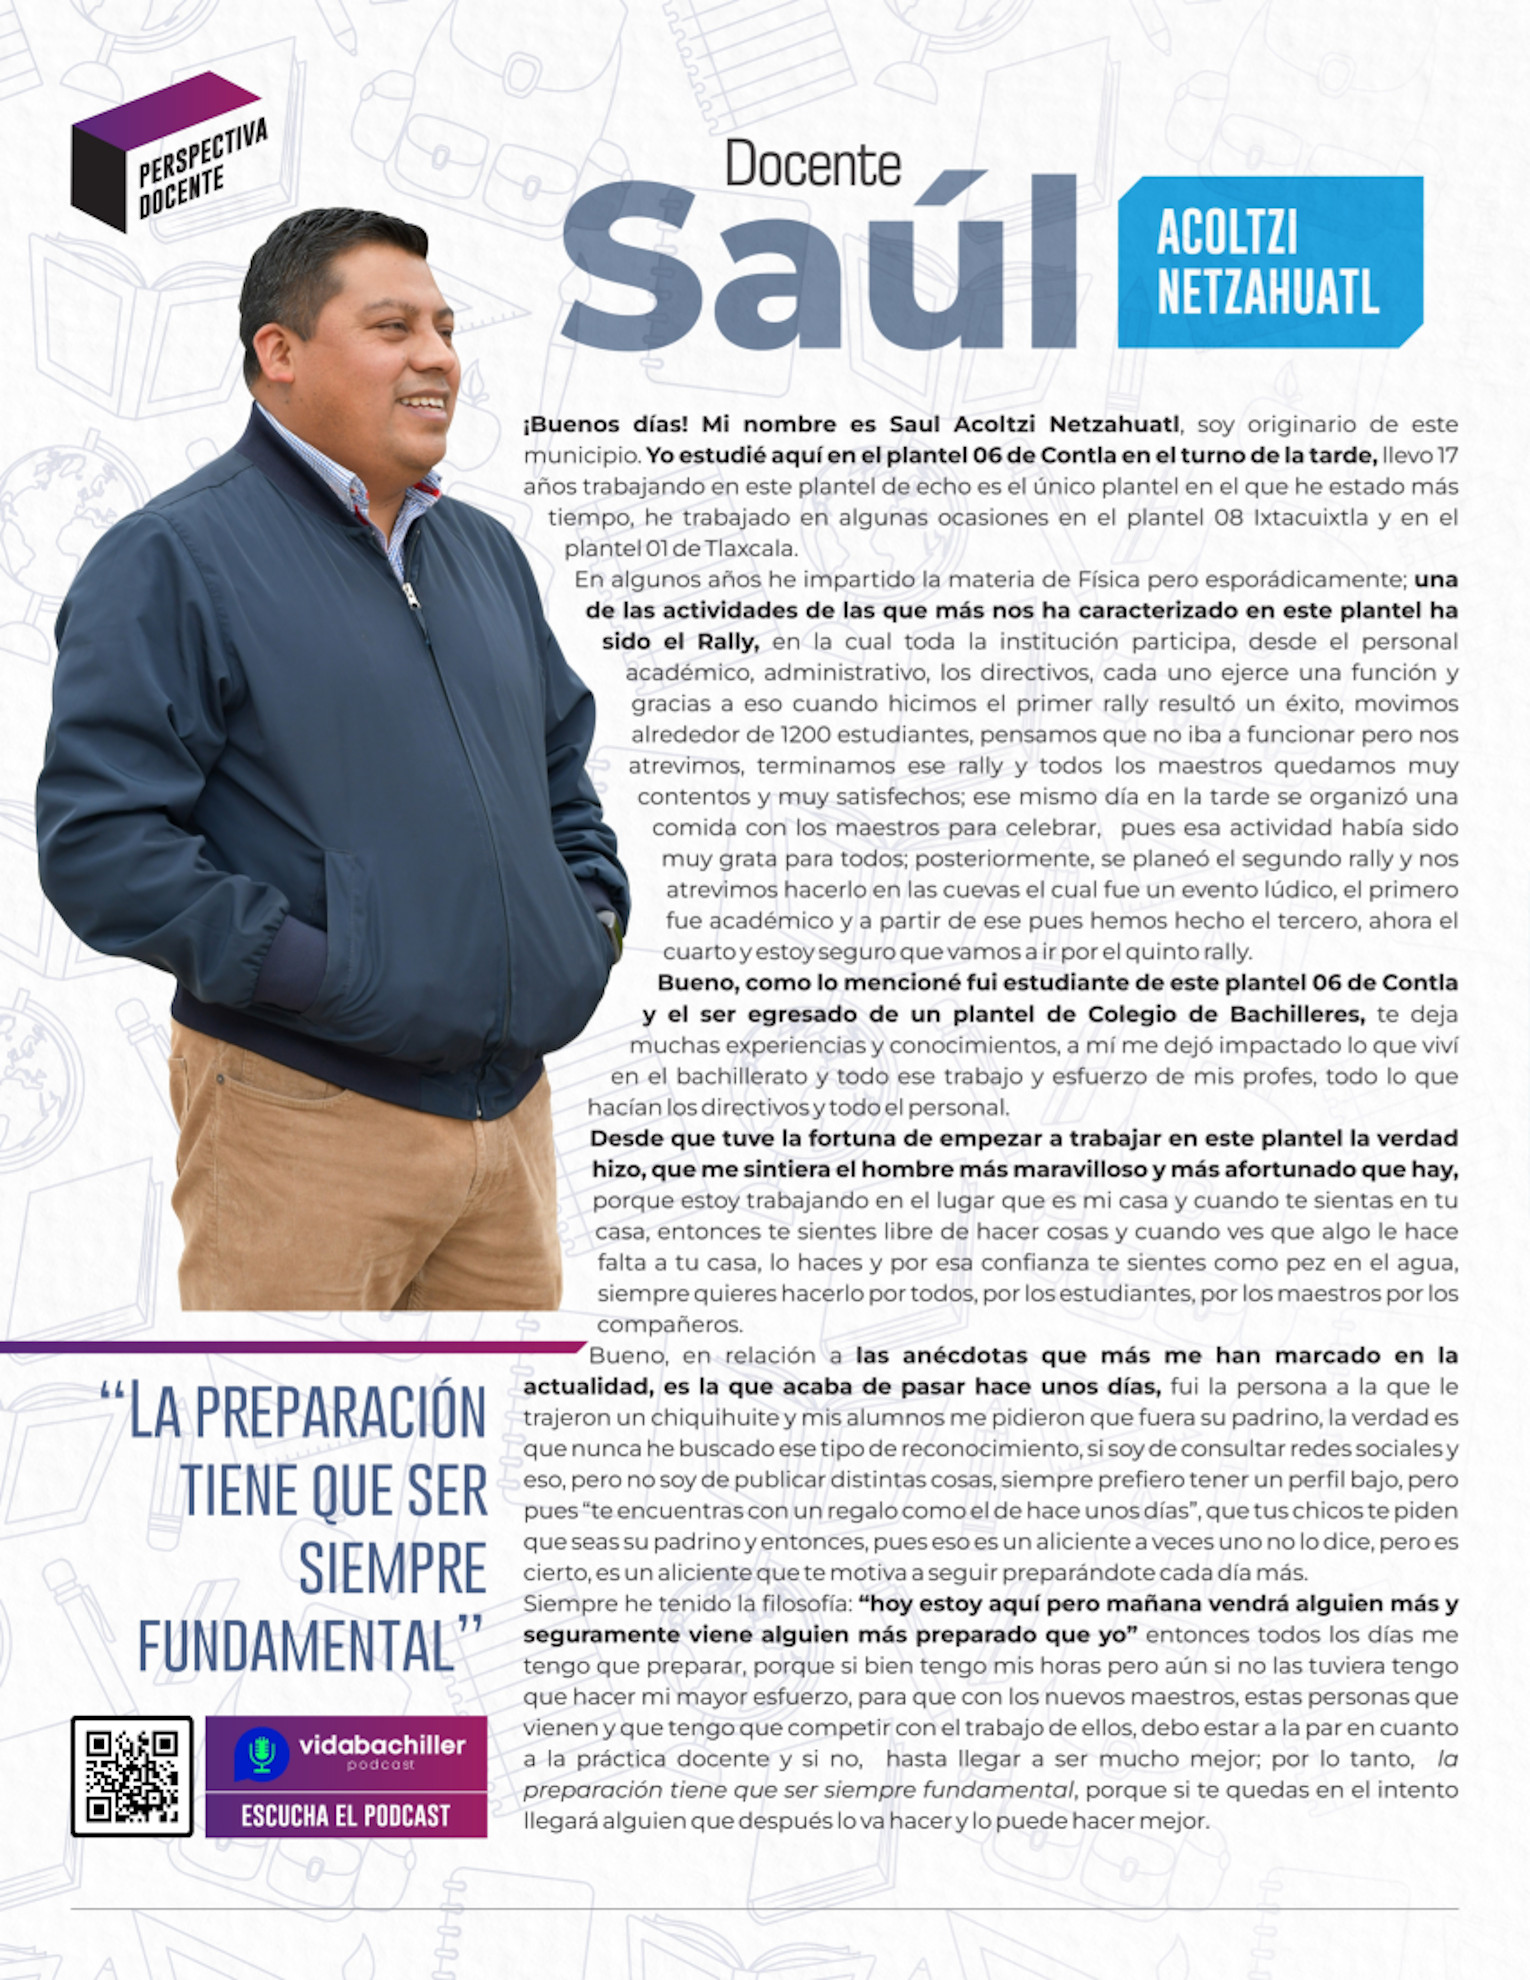 PERSPECTIVA
DOCENTE
Docente
Saúl
ACOLTZI
NETZAHUATL
¡Buenos días! Mi nombre es Saul Acoltzi Netzahuatl, soy originario de este
municipio. Yo estudié aquí en el plantel 06 de Contla en el turno de la tarde, llevo 17
años trabajando en este plantel de echo es el único plantel en el que he estado más
tiempo, he trabajado en algunas ocasiones en el plantel 08 Ixtacuixtla y en el
plantel 01 de Tlaxcala.
En algunos años he impartido la materia de Física pero esporádicamente; una
de las actividades de las que más nos ha caracterizado en este plantel ha
sido el Rally, en la cual toda la institución participa, desde el personal
académico, administrativo, los directivos, cada uno ejerce una función y
gracias a eso cuando hicimos el primer rally resultó un éxito, movimos
alrededor de 1200 estudiantes, pensamos que no iba a funcionar pero nos
atrevimos, terminamos ese rally y todos los maestros quedamos muy
contentos y muy satisfechos; ese mismo día en la tarde se organizó una
comida con los maestros para celebrar, pues esa actividad había sido
muy grata para todos; posteriormente, se planeó el segundo rally y nos
atrevimos hacerlo en las cuevas el cual fue un evento lúdico, el primero
fue académico y a partir de ese pues hemos hecho el tercero, ahora el
cuarto y estoy seguro que vamos a ir por el quinto rally.
Bueno, como lo mencioné fui estudiante de este plantel 06 de Contla
y el ser egresado de un plantel de Colegio de Bachilleres, te deja
muchas experiencias y conocimientos, a mí me dejó impactado lo que viví
en el bachillerato y todo ese trabajo y esfuerzo de mis profes, todo lo que
hacían los directivos y todo el personal.
Desde que tuve la fortuna de empezar a trabajar en este plantel la verdad
hizo, que me sintiera el hombre más maravilloso y más afortunado que hay,
porque estoy trabajando en el lugar que es mi casa y cuando te sientas en tu
casa, entonces te sientes libre de hacer cosas y cuando ves que algo le hace
falta a tu casa, lo haces y por esa confianza te sientes como pez en el agua,
siempre quieres hacerlo por todos, por los estudiantes, por los maestros por los
compañeros.
Bueno, en relación a las anécdotas que más me han marcado en la
actualidad, es la que acaba de pasar hace unos días, fui la persona a la que le
trajeron un chiquihuite y mis alumnos me pidieron que fuera su padrino, la verdad es
que nunca he buscado ese tipo de reconocimiento, si soy de consultar redes sociales y
eso, pero no soy de publicar distintas cosas, siempre prefiero tener un perfil bajo, pero
pues “te encuentras con un regalo como el de hace unos días”, que tus chicos te piden
que seas su padrino y entonces, pues eso es un aliciente a veces uno no lo dice, pero es
cierto, es un aliciente que te motiva a seguir preparándote cada día más.
Siempre he tenido la filosofía: “hoy estoy aquí pero mañana vendrá alguien más y
seguramente viene alguien más preparado que yo” entonces todos los días me
tengo que preparar, porque si bien tengo mis horas pero aún si no las tuviera tengo
que hacer mi mayor esfuerzo, para que con los nuevos maestros, estas personas que
vienen y que tengo que competir con el trabajo de ellos, debo estar a la par en cuanto
a la práctica docente y si no, hasta llegar a ser mucho mejor; por lo tanto, la
preparación tiene que ser siempre fundamental, porque si te quedas en el intento
llegará alguien que después lo va hacer y lo puede hacer mejor.
“LA PREPARACIÓN
TIENE QUE SER
SIEMPRE
FUNDAMENTAL”
vidabachiller
podcast
ESCUCHA EL PODCAST